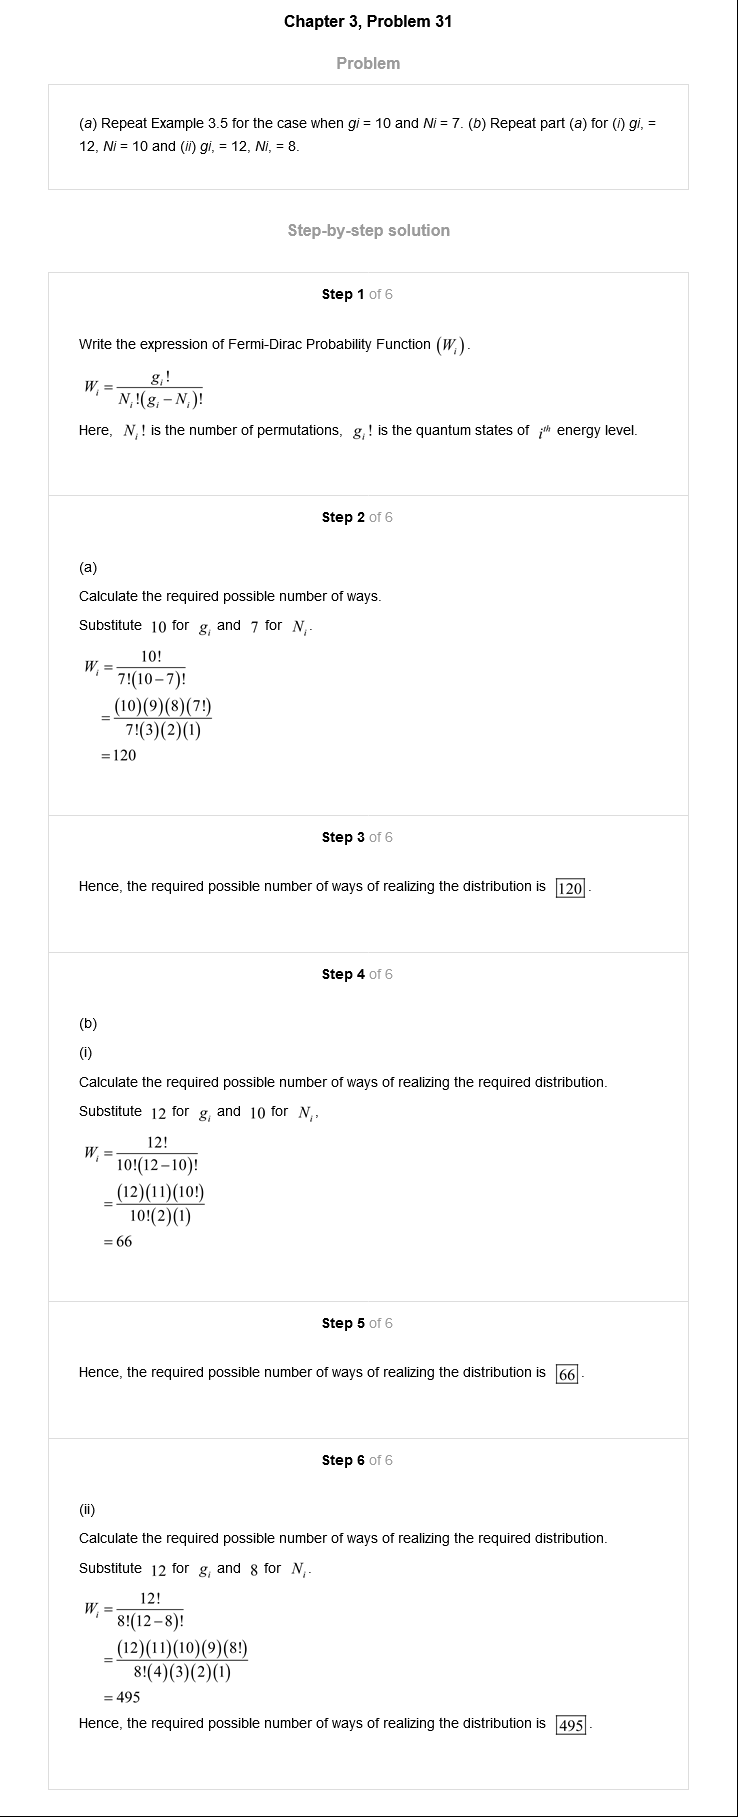 Chapter 3, Problem 31
Problem
(a) Repeat Example 3.5 for the case when gi = 10 and Ni = 7. (b) Repeat part (a) for (i) gi, =
12, Ni = 10 and (ii) gi, = 12, Ni, = 8.
Step-by-step solution
Step 1 of 6
Write the expression of Fermi-Dirac Probability Function (W_i).
W_i = g_i! / N_i!(g_i − N_i)!
Here, N_i! is the number of permutations, g_i! is the quantum states of i^th energy level.
Step 2 of 6
(a)
Calculate the required possible number of ways.
Substitute 10 for g_i and 7 for N_i.
W_i = 10! / 7!(10−7)!
= (10)(9)(8)(7!) / 7!(3)(2)(1)
=120
Step 3 of 6
Hence, the required possible number of ways of realizing the distribution is 120.
Step 4 of 6
(b)
(i)
Calculate the required possible number of ways of realizing the required distribution.
Substitute 12 for g_i and 10 for N_i,
W_i = 12! / 10!(12−10)!
= (12)(11)(10!) / 10!(2)(1)
= 66
Step 5 of 6
Hence, the required possible number of ways of realizing the distribution is 66.
Step 6 of 6
(ii)
Calculate the required possible number of ways of realizing the required distribution.
Substitute 12 for g_i and 8 for N_i.
W_i = 12! / 8!(12−8)!
= (12)(11)(10)(9)(8!) / 8!(4)(3)(2)(1)
= 495
Hence, the required possible number of ways of realizing the distribution is 495.